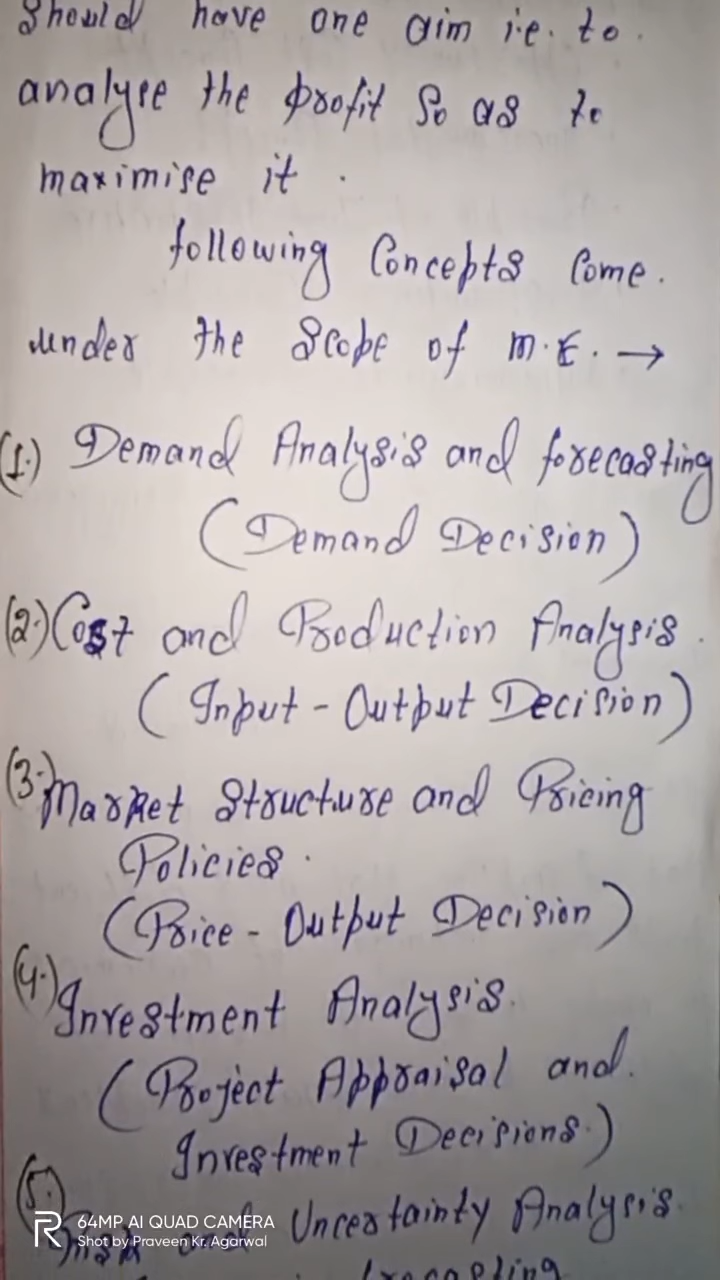 Should have one aim i.e. to.
analyse the profit so as to
maximise it.
following Concepts Come.
under the Scope of M.E. →
(1.) Demand Analysis and forecasting
(Demand Decision)
(2.) Cost and Production Analysis.
(Input - Output Decision)
(3.) Market Structure and Pricing
Policies.
(Price - Output Decision)
(4.) Investment Analysis.
(Project Appraisal and.
Investment Decisions.)
(5.) Risk and Uncertainty Analysis.
64MP AI QUAD CAMERA
Shot by Praveen Kr. Agarwal